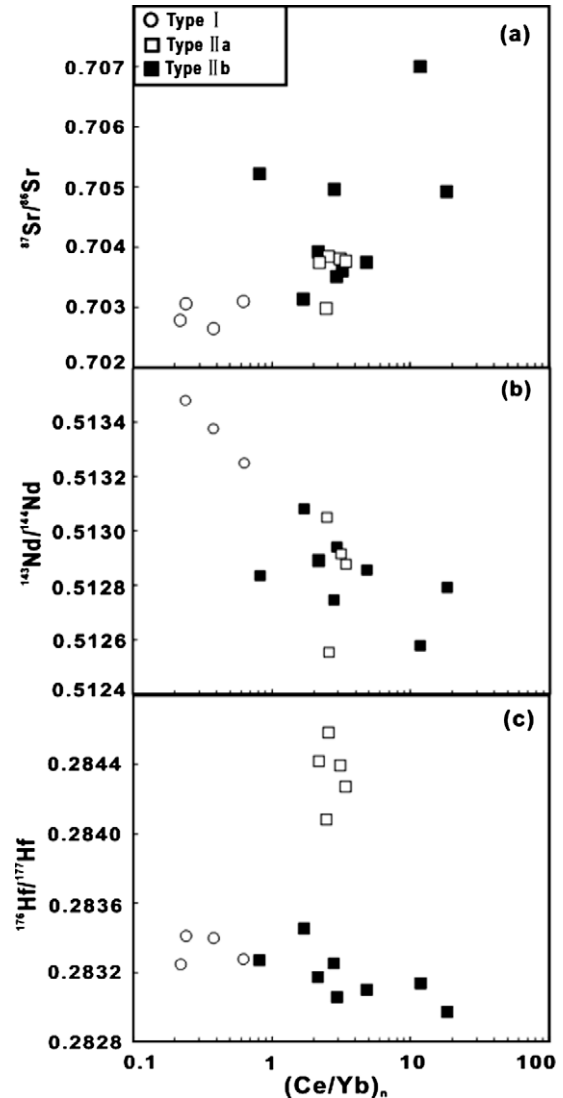 Type Ⅰ
Type Ⅱa
Type Ⅱb
(a)
0.707
0.706
0.705
0.704
0.703
0.702
⁸⁷Sr/⁸⁶Sr
(b)
0.5134
0.5132
0.5130
0.5128
0.5126
0.5124
¹⁴³Nd/¹⁴⁴Nd
(c)
0.2844
0.2840
0.2836
0.2832
0.2828
¹⁷⁶Hf/¹⁷⁷Hf
0.1 1 10 100
(Ce/Yb)ₙ